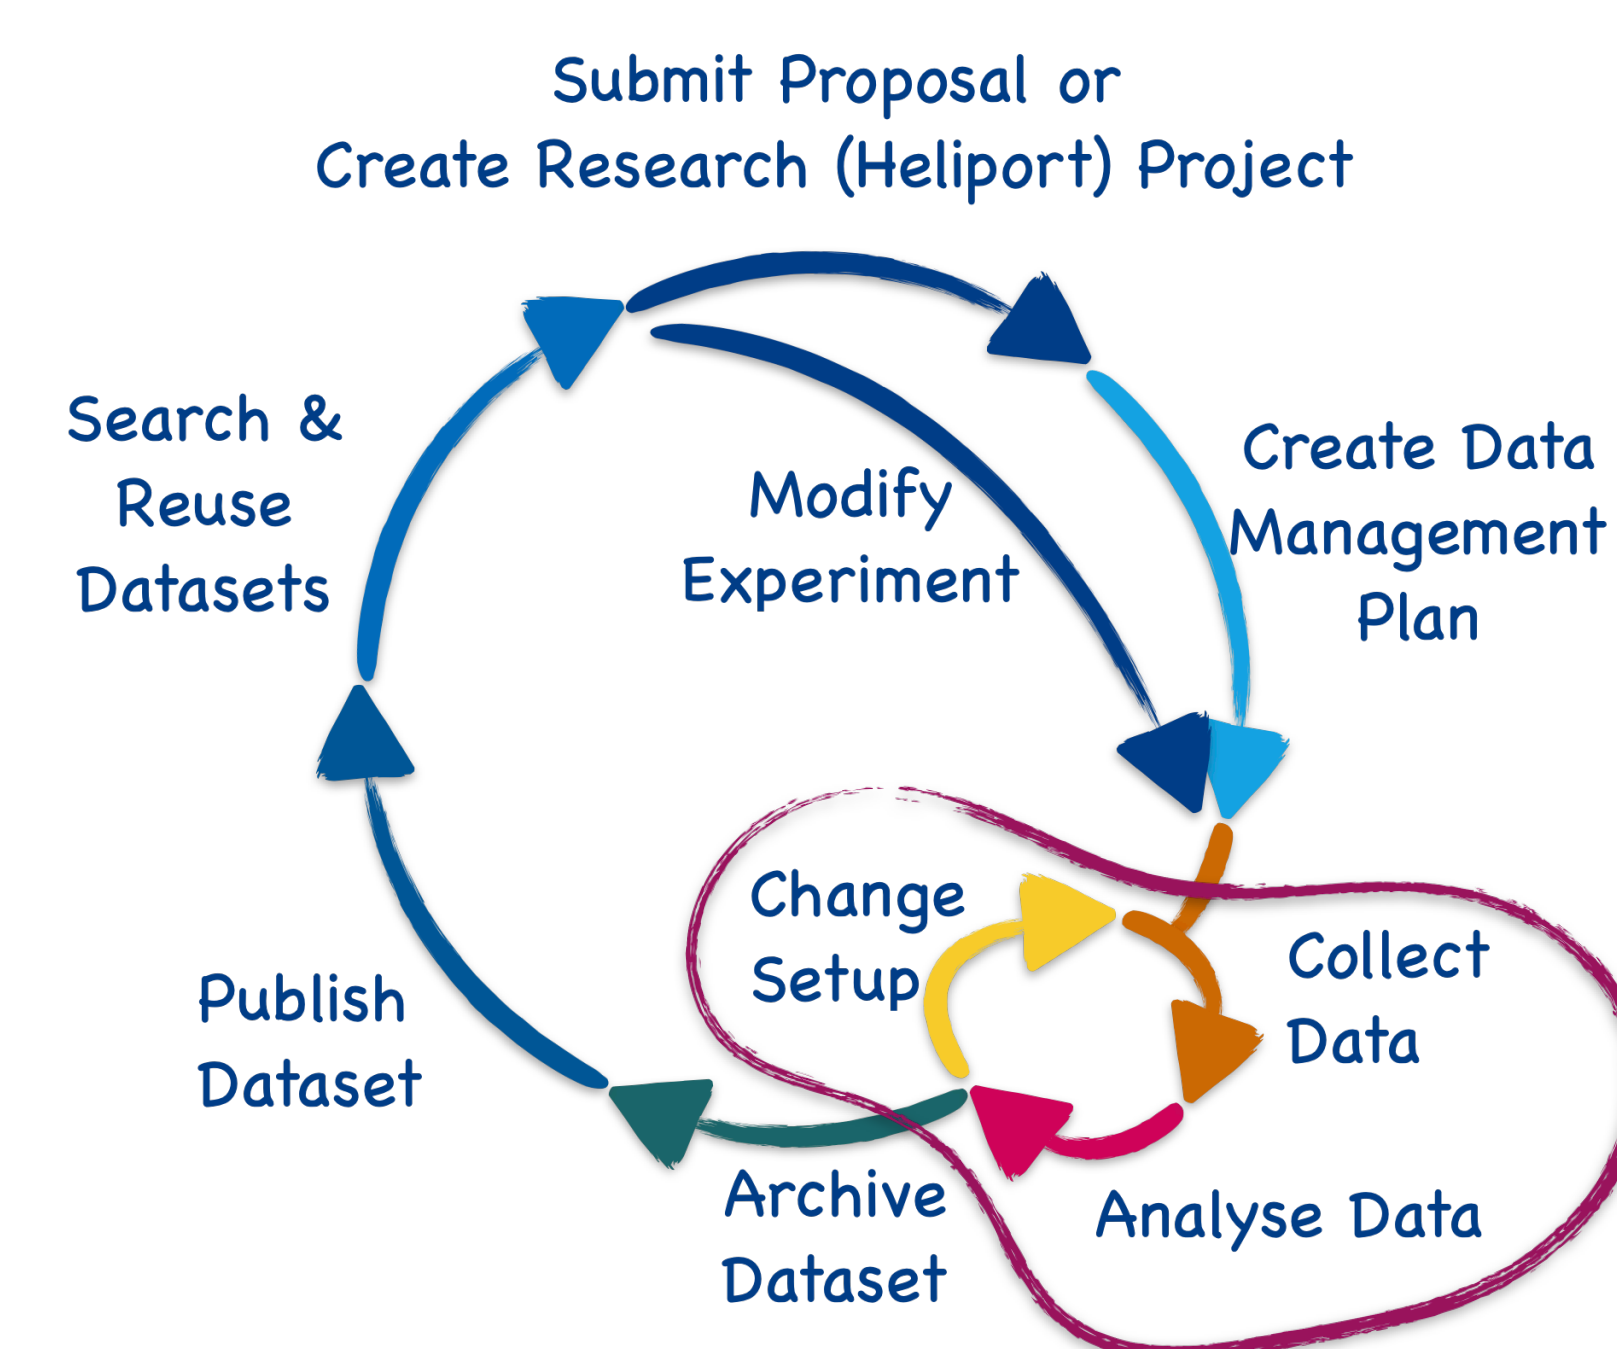 Submit Proposal or
Create Research (Heliport) Project
Search &
Reuse
Datasets
Modify
Experiment
Create Data
Management
Plan
Change
Setup
Collect
Data
Publish
Dataset
Archive
Dataset
Analyse Data